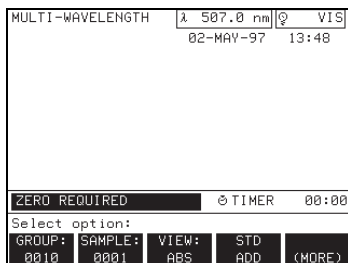 MULTI-WAVELENGTH λ 507.0 nm VIS
02-MAY-97 13:48
ZERO REQUIRED TIMER 00:00
Select option:
GROUP: SAMPLE: VIEW: STD
0010 0001 ABS ADD (MORE)